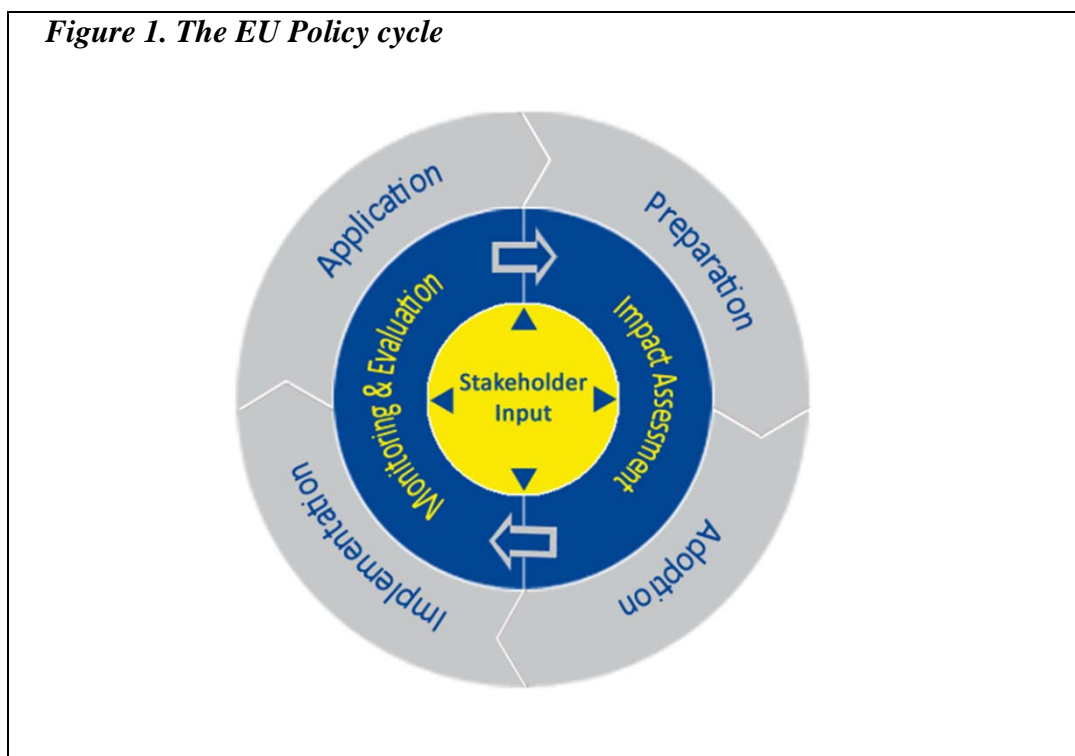 Figure 1. The EU Policy cycle
Application
Preparation
Monitoring & Evaluation
Impact Assessment
Stakeholder
Input
Implementation
Adoption